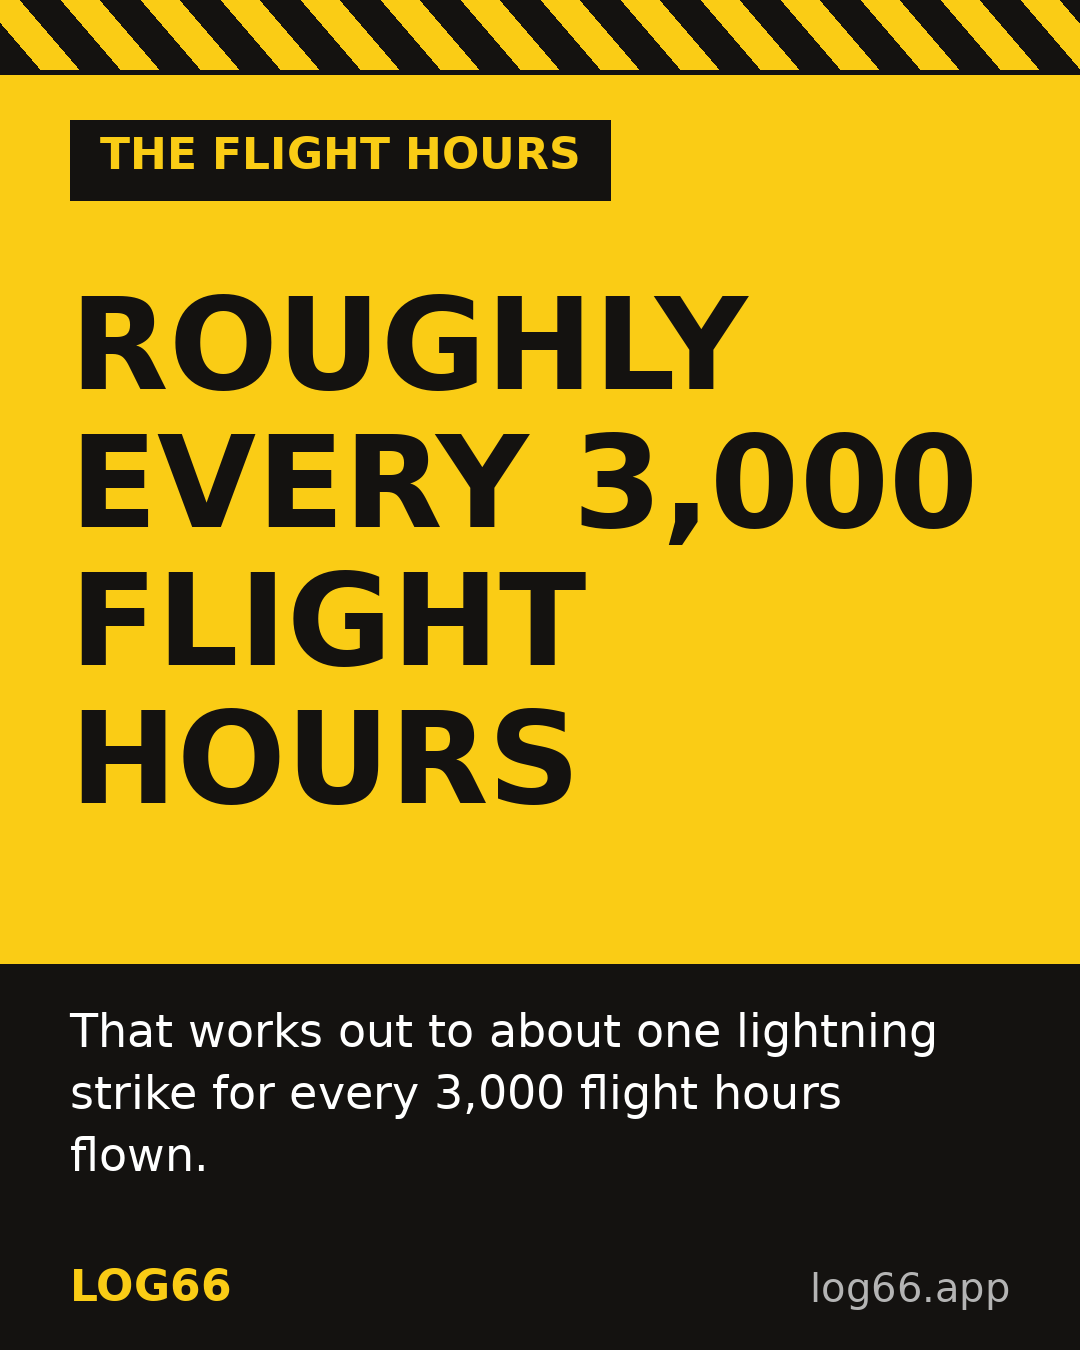 THE FLIGHT HOURS
ROUGHLY
EVERY 3,000
FLIGHT
HOURS
That works out to about one lightning
strike for every 3,000 flight hours
flown.
LOG66
log66.app